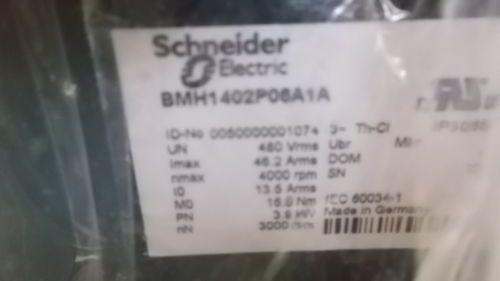 Schneider
Electric
BMH1402P06A1A
ID-No 0050000001074 3~ Th-Cl
UN 480 Vrms Ubr
Imax 46.2 Arms DOM
nmax 4000 rpm SN
I0 13.5 Arms
M0 16.8 Nm IEC 60034-1
PN 3.9 kW Made in Germany
nN 3000 rpm